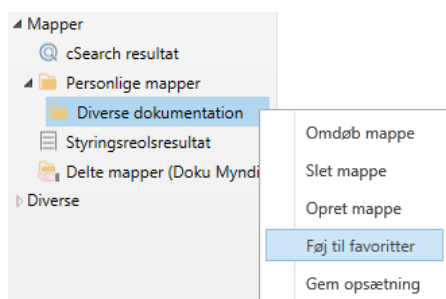 Mapper
cSearch resultat
Personlige mapper
Diverse dokumentation
Styringsreolsresultat
Delte mapper (Doku Myndi
Diverse
Omdøb mappe
Slet mappe
Opret mappe
Føj til favoritter
Gem opsætning